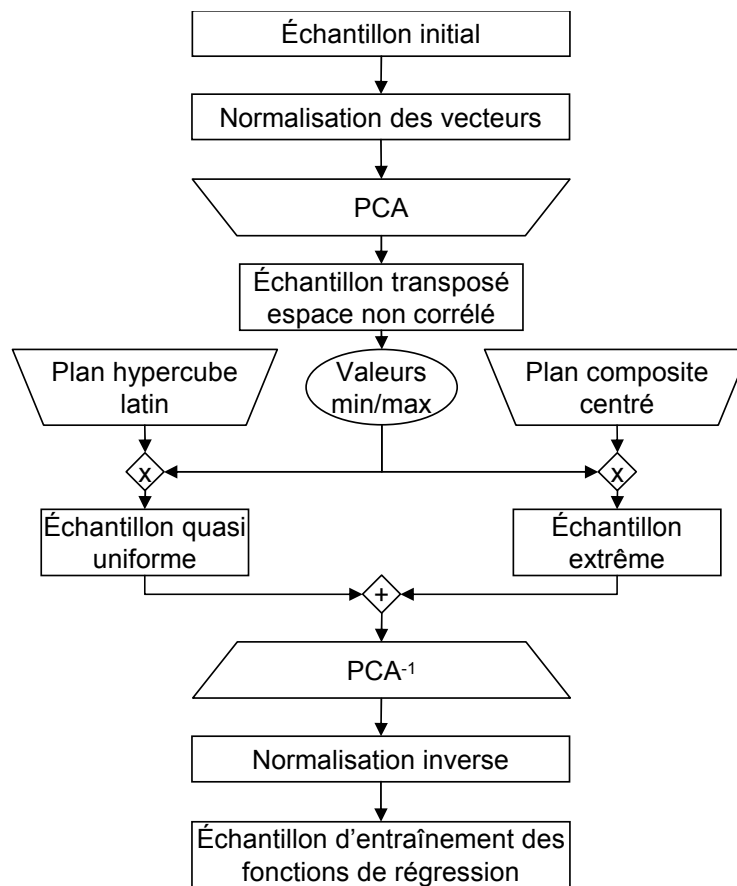 Échantillon initial
Normalisation des vecteurs
PCA
Échantillon transposé
espace non corrélé
Plan hypercube
latin
Valeurs
min/max
Plan composite
centré
x
x
Échantillon quasi
uniforme
Échantillon
extrême
+
PCA-1
Normalisation inverse
Échantillon d’entraînement des
fonctions de régression